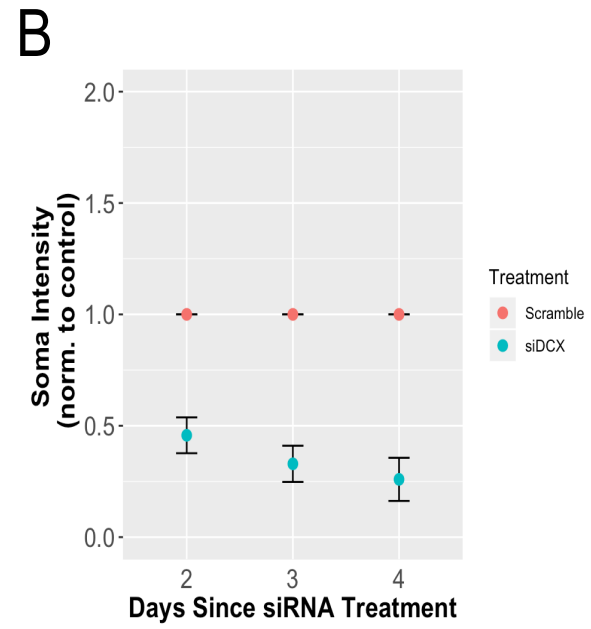 B
2.0
1.5
1.0
0.5
0.0
Soma Intensity
(norm. to control)
2 3 4
Days Since siRNA Treatment
Treatment
Scramble
siDCX